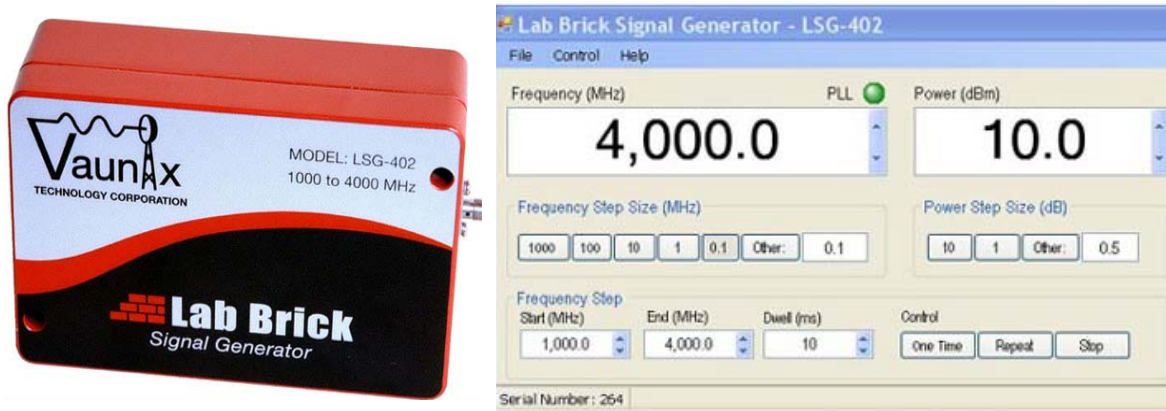 Vaunix
TECHNOLOGY CORPORATION
MODEL: LSG-402
1000 to 4000 MHz
Lab Brick
Signal Generator
Lab Brick Signal Generator - LSG-402
File Control Help
Frequency (MHz) PLL Power (dBm)
4,000.0 10.0
Frequency Step Size (MHz) Power Step Size (dB)
1000 100 10 1 0.1 Other: 0.1 10 1 Other: 0.5
Frequency Step
Start (MHz) End (MHz) Dwell (ms) Control
1,000.0 4,000.0 10 One Time Repeat Stop
Serial Number: 264